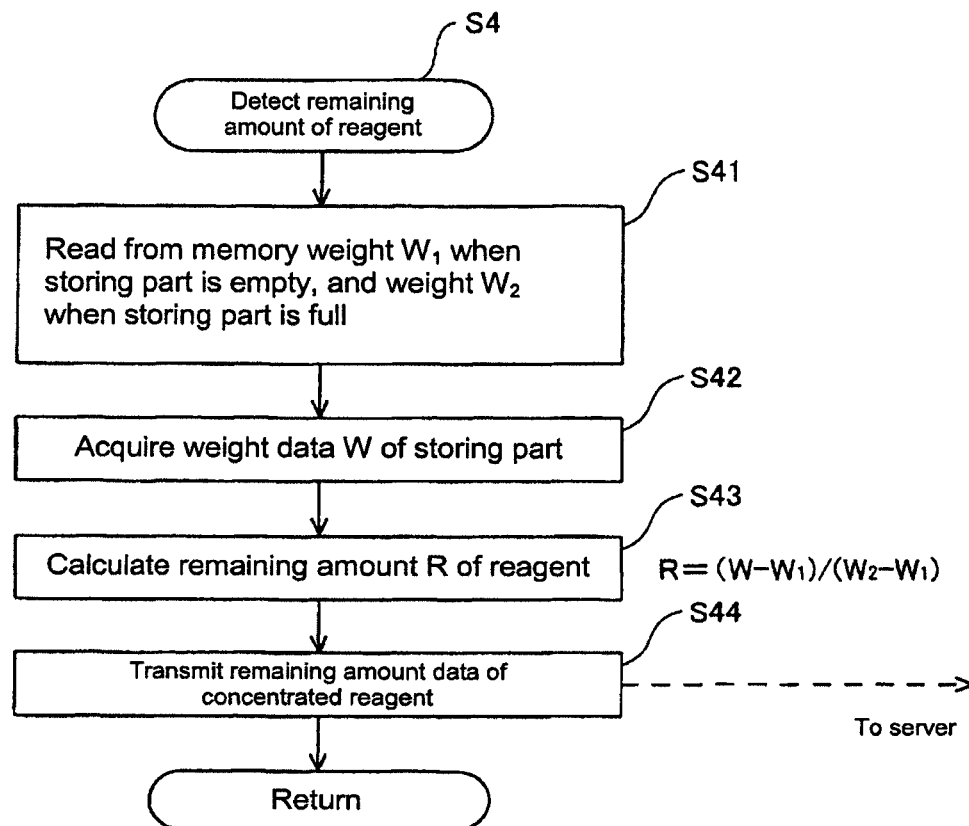 S4
Detect remaining
amount of reagent
S41
Read from memory weight W₁ when
storing part is empty, and weight W₂
when storing part is full
S42
Acquire weight data W of storing part
S43
Calculate remaining amount R of reagent
R=(W-W₁)/(W₂-W₁)
S44
Transmit remaining amount data of
concentrated reagent
To server
Return